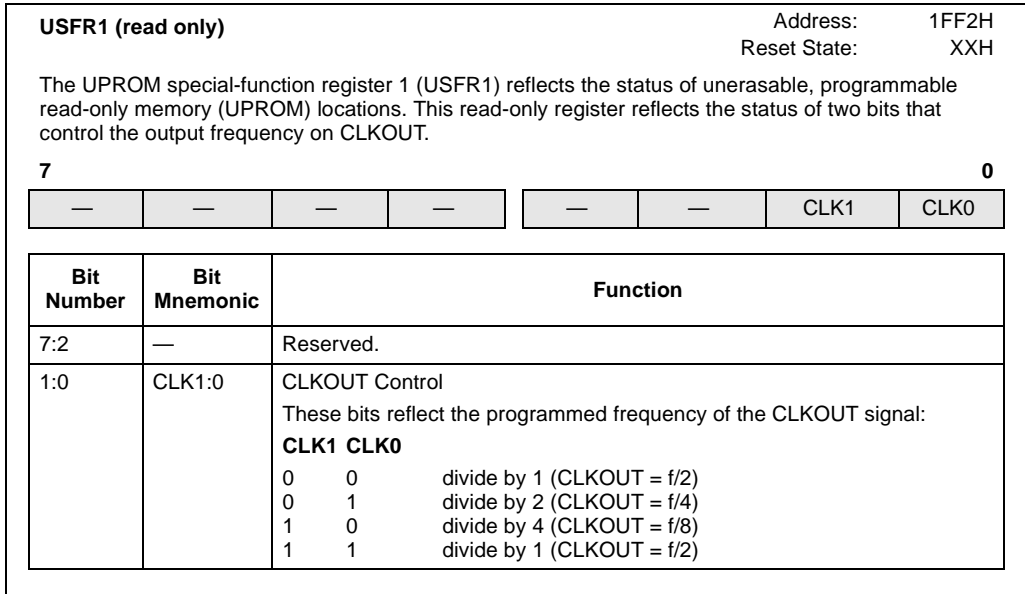 USFR1 (read only) Address: 1FF2H
Reset State: XXH
The UPROM special-function register 1 (USFR1) reflects the status of unerasable, programmable
read-only memory (UPROM) locations. This read-only register reflects the status of two bits that
control the output frequency on CLKOUT.
7 0
— — — — — — CLK1 CLK0
Bit Number Bit Mnemonic Function
7:2 — Reserved.
1:0 CLK1:0 CLKOUT Control
These bits reflect the programmed frequency of the CLKOUT signal:
CLK1 CLK0
0 0 divide by 1 (CLKOUT = f/2)
0 1 divide by 2 (CLKOUT = f/4)
1 0 divide by 4 (CLKOUT = f/8)
1 1 divide by 1 (CLKOUT = f/2)